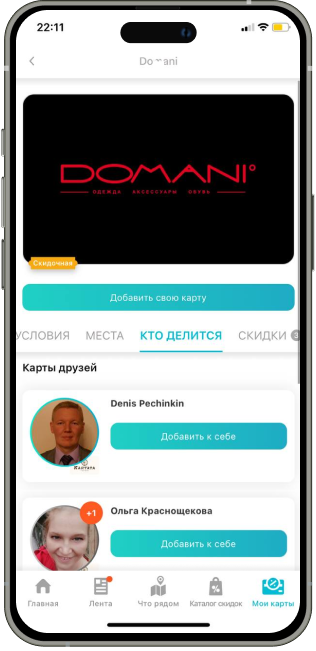 22:11
Domani
DOMANI°
ОДЕЖДА АКСЕССУАРЫ ОБУВЬ
Скидочная
Добавить свою карту
УСЛОВИЯ МЕСТА КТО ДЕЛИТСЯ СКИДКИ
Карты друзей
Denis Pechinkin
Добавить к себе
+1
Ольга Краснощекова
Добавить к себе
Главная Лента Что рядом Каталог скидок Мои карты